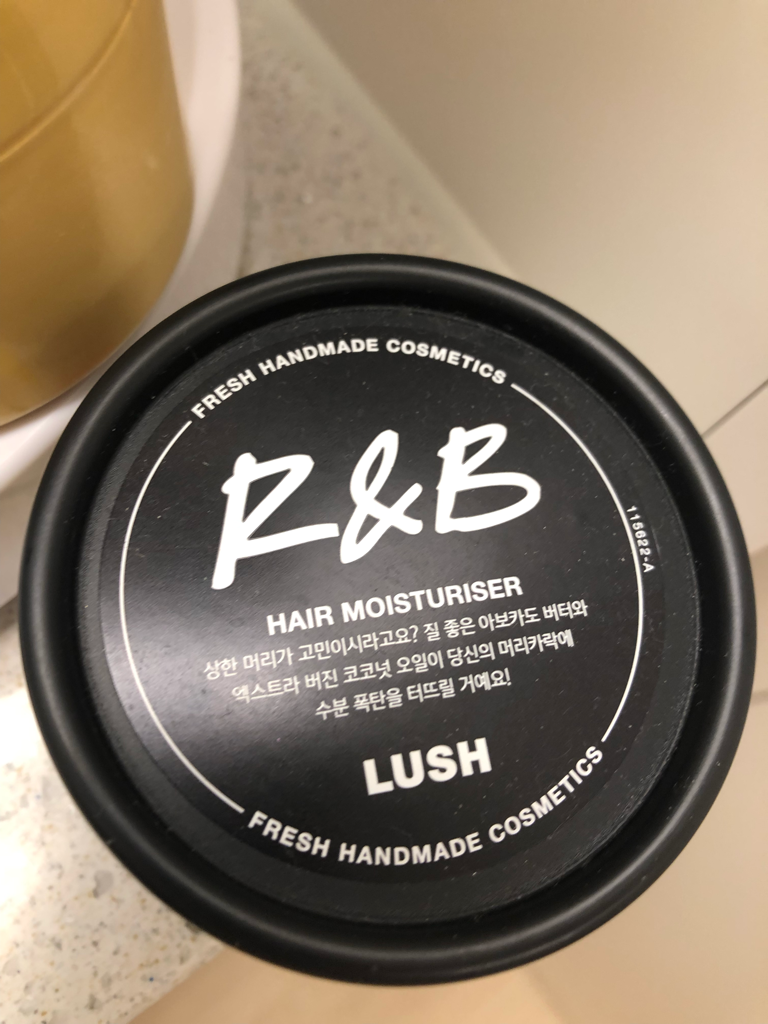 FRESH HANDMADE COSMETICS
R&B
115622-A
HAIR MOISTURISER
상한 머리가 고민이시라고요? 질 좋은 아보카도 버터와
엑스트라 버진 코코넛 오일이 당신의 머리카락에
수분 폭탄을 터뜨릴 거예요!
LUSH
FRESH HANDMADE COSMETICS